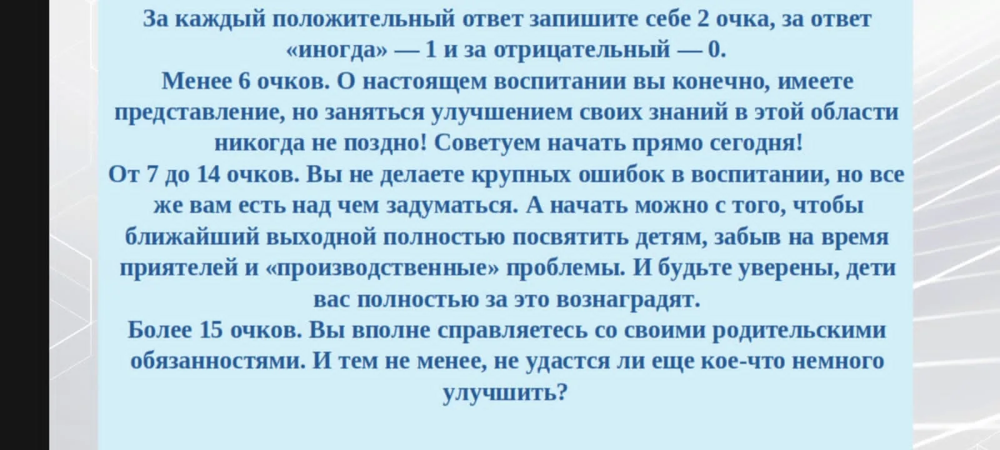 За каждый положительный ответ запишите себе 2 очка, за ответ
«иногда» — 1 и за отрицательный — 0.
Менее 6 очков. О настоящем воспитании вы конечно, имеете
представление, но заняться улучшением своих знаний в этой области
никогда не поздно! Советуем начать прямо сегодня!
От 7 до 14 очков. Вы не делаете крупных ошибок в воспитании, но все
же вам есть над чем задуматься. А начать можно с того, чтобы
ближайший выходной полностью посвятить детям, забыв на время
приятелей и «производственные» проблемы. И будьте уверены, дети
вас полностью за это вознаградят.
Более 15 очков. Вы вполне справляетесь со своими родительскими
обязанностями. И тем не менее, не удастся ли еще кое-что немного
улучшить?